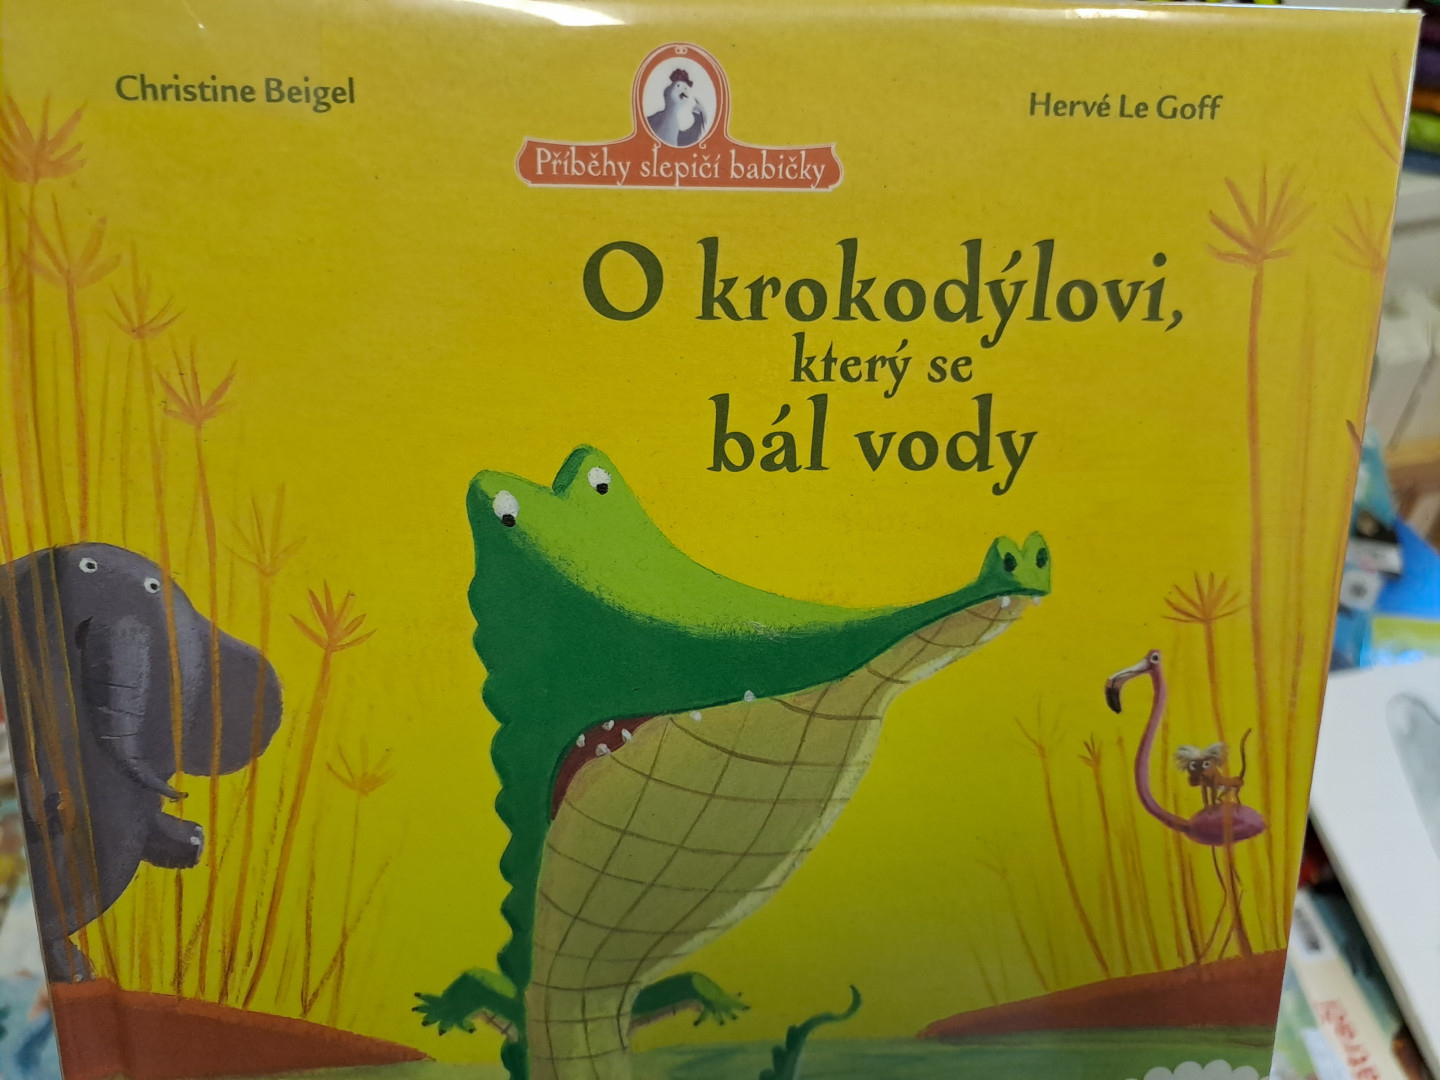 Christine Beigel
Hervé Le Goff
Příběhy slepičí babičky
O krokodýlovi,
který se
bál vody